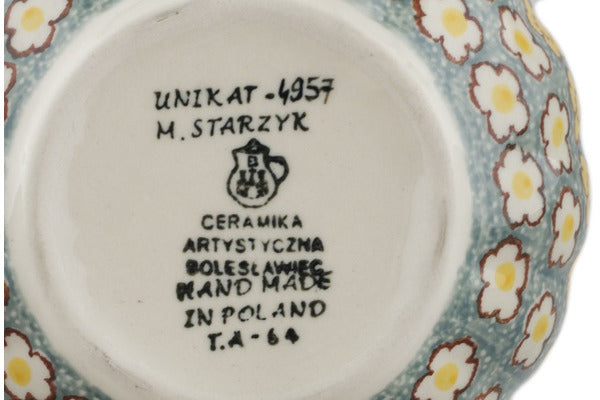 UNIKAT - 4957
M. STARZYK
CERAMIKA
ARTYSTYCZNA
BOLESŁAWIEC
HAND MADE
IN POLAND
T.A - 64